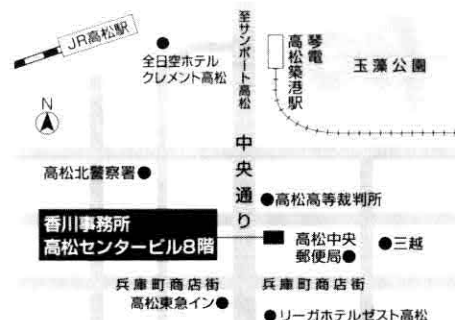 JR高松駅
全日空ホテル
クレメント高松
至サンポート高松
琴電
高松築港駅
玉藻公園
N
中央通り
高松北警察署
高松高等裁判所
香川事務所
高松センタービル8階
高松中央
郵便局
三越
兵庫町商店街
兵庫町商店街
高松東急イン
リーガホテルゼスト高松